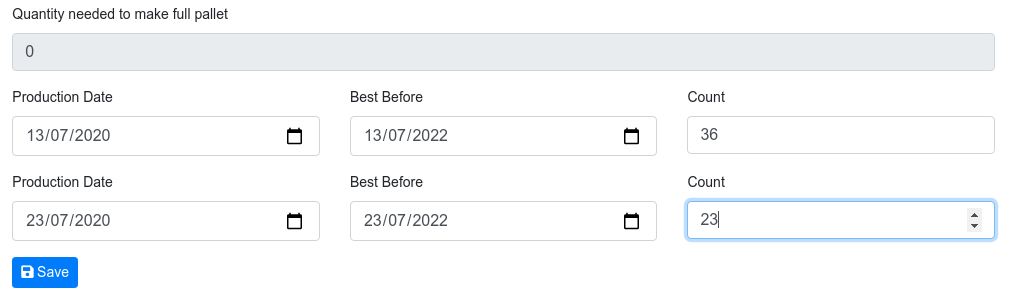 Quantity needed to make full pallet
0
Production Date Best Before Count
13/07/2020 13/07/2022 36
Production Date Best Before Count
23/07/2020 23/07/2022 23
Save